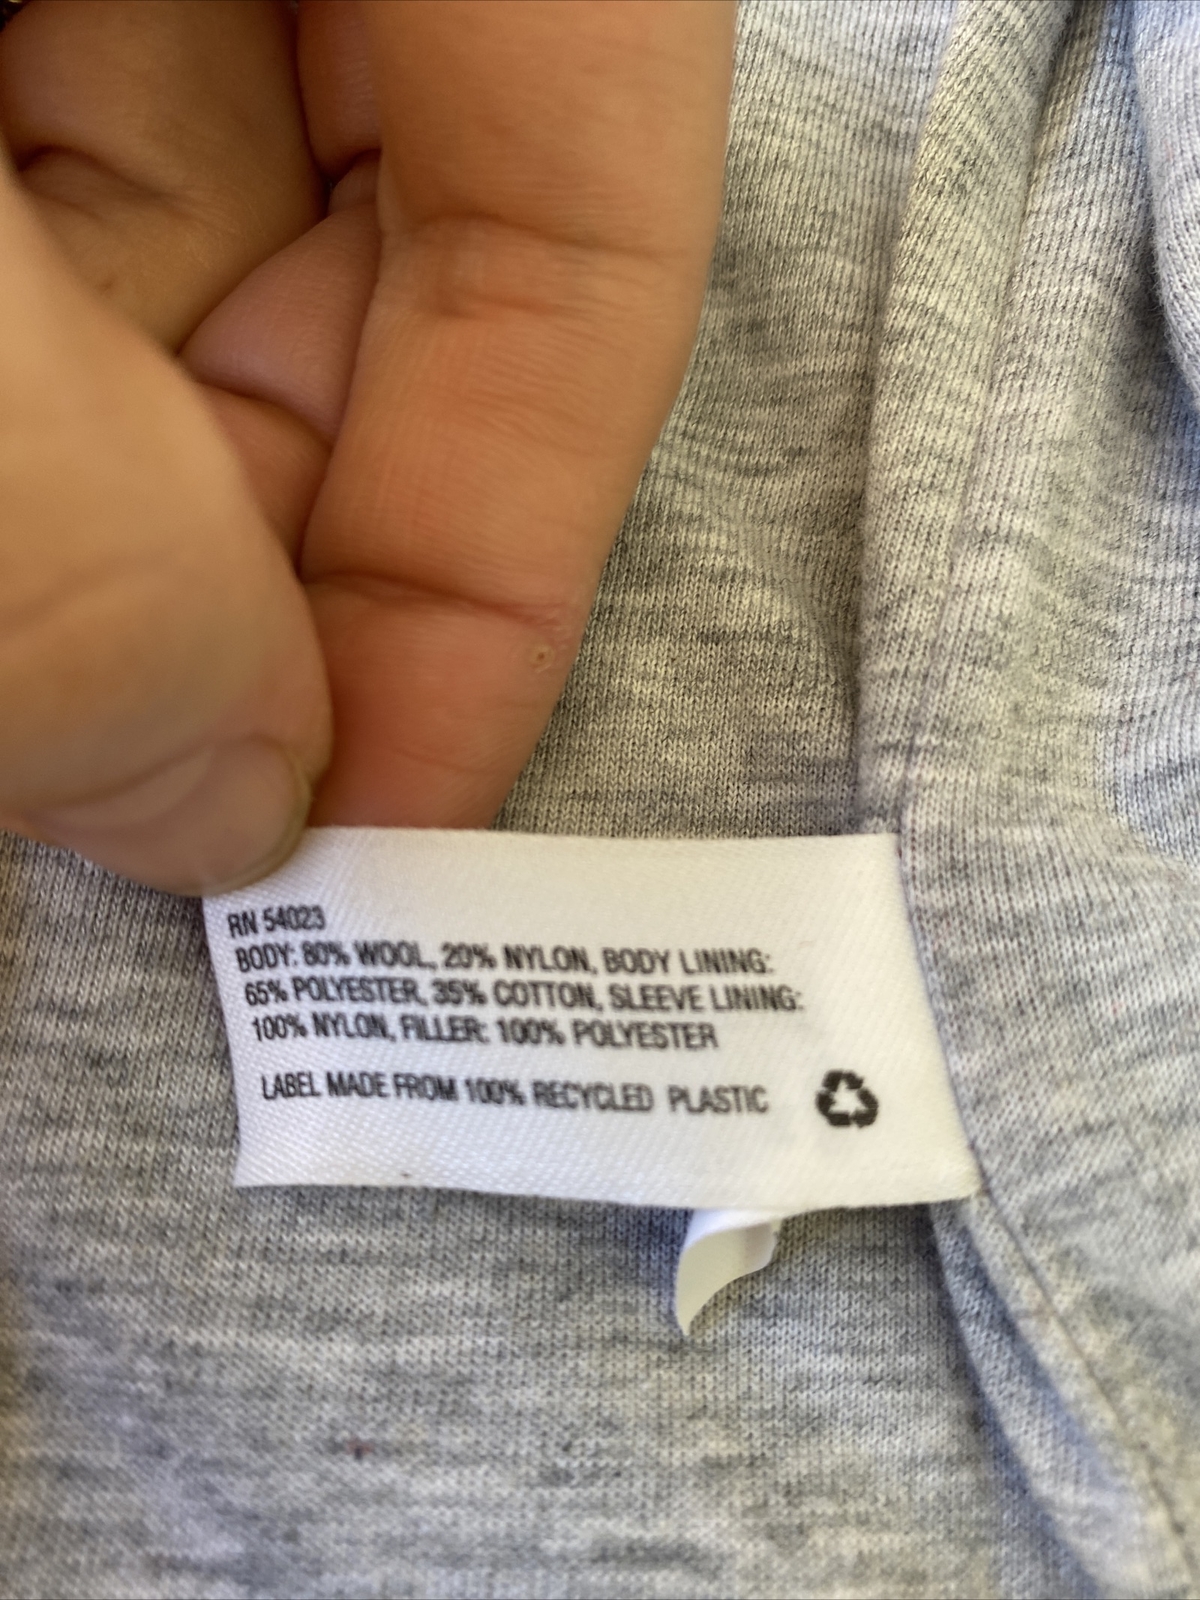 RN 54023
BODY: 80% WOOL, 20% NYLON, BODY LINING:
65% POLYESTER, 35% COTTON, SLEEVE LINING:
100% NYLON, FILLER: 100% POLYESTER
LABEL MADE FROM 100% RECYCLED PLASTIC